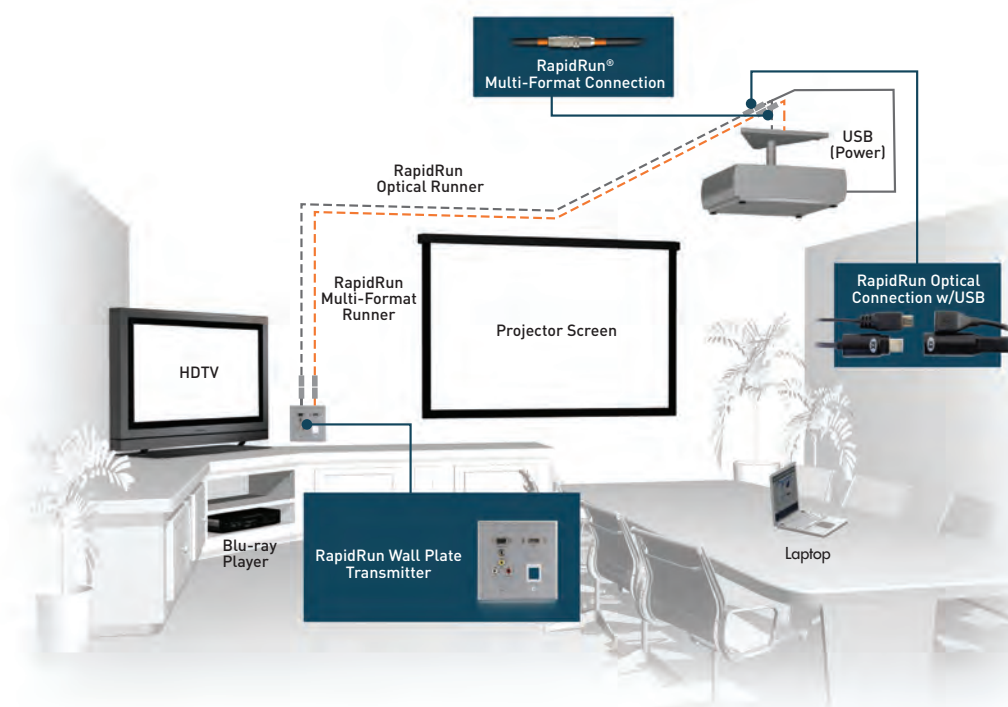 RapidRun®
Multi-Format Connection
USB
(Power)
RapidRun
Optical Runner
RapidRun Optical
Connection w/USB
RapidRun
Multi-Format
Runner
Projector Screen
HDTV
Blu-ray
Player
RapidRun Wall Plate
Transmitter
Laptop